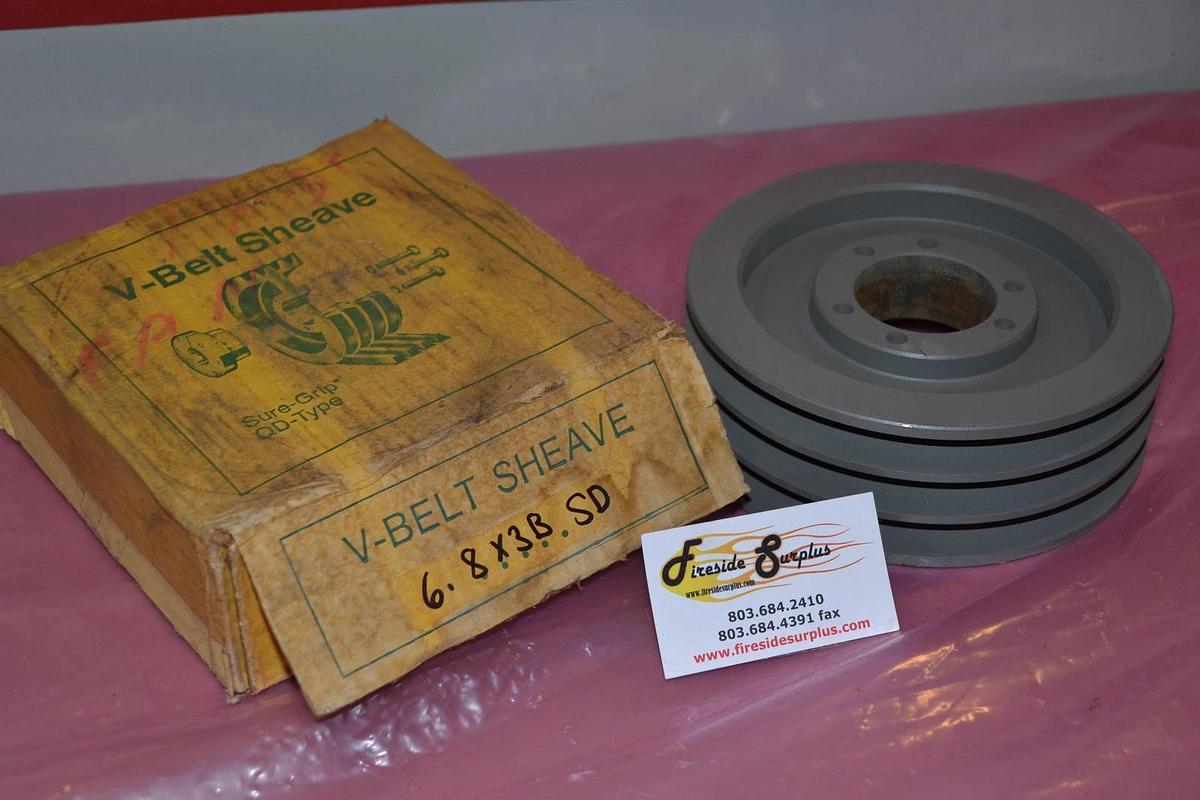 V-Belt Sheave
Sure-Grip
QD-Type
V-BELT SHEAVE
6.8X3B.SD
Fireside Surplus
www.firesidesurplus.com
803.684.2410
803.684.4391 fax
www.firesidesurplus.com